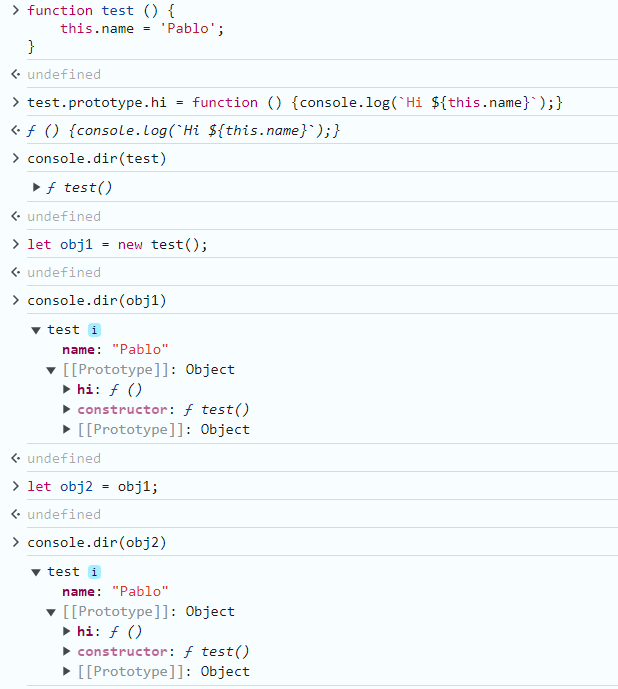 function test () {
    this.name = 'Pablo';
}
undefined
test.prototype.hi = function () {console.log(`Hi ${this.name}`);}
ƒ () {console.log(`Hi ${this.name}`);}
console.dir(test)
ƒ test()
undefined
let obj1 = new test();
undefined
console.dir(obj1)
test i
name: "Pablo"
[[Prototype]]: Object
hi: ƒ ()
constructor: ƒ test()
[[Prototype]]: Object
undefined
let obj2 = obj1;
undefined
console.dir(obj2)
test i
name: "Pablo"
[[Prototype]]: Object
hi: ƒ ()
constructor: ƒ test()
[[Prototype]]: Object